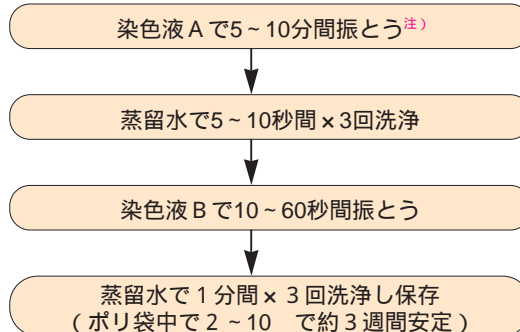 染色液Aで5~10分間振とう注)
蒸留水で5~10秒間×3回洗浄
染色液Bで10~60秒間振とう
蒸留水で1分間×3回洗浄し保存
(ポリ袋中で2~10 で約3週間安定)